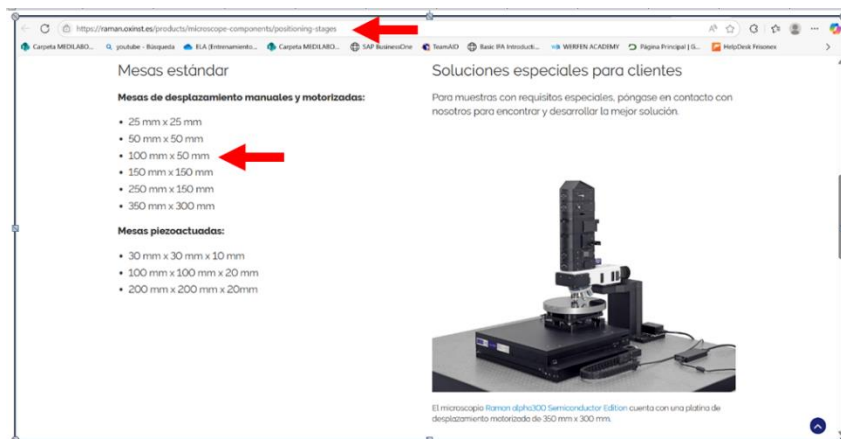 https://raman.oxinst.es/products/microscope-components/positioning-stages
Carpeta MEDILABO... youtube - Búsqueda ELA (Entrenamiento... Carpeta MEDILABO... SAP BusinessOne TeamAID Basic IPA Introducti... WERFEN ACADEMY Página Principal | G... HelpDesk Frisonex
Mesas estándar
Mesas de desplazamiento manuales y motorizadas:
• 25 mm x 25 mm
• 50 mm x 50 mm
• 100 mm x 50 mm
• 150 mm x 150 mm
• 250 mm x 150 mm
• 350 mm x 300 mm
Mesas piezoactuadas:
• 30 mm x 30 mm x 10 mm
• 100 mm x 100 mm x 20 mm
• 200 mm x 200 mm x 20mm
Soluciones especiales para clientes
Para muestras con requisitos especiales, póngase en contacto con
nosotros para encontrar y desarrollar la mejor solución.
El microscopio Raman alpha300 Semiconductor Edition cuenta con una platina de
desplazamiento motorizado de 350 mm x 300 mm.